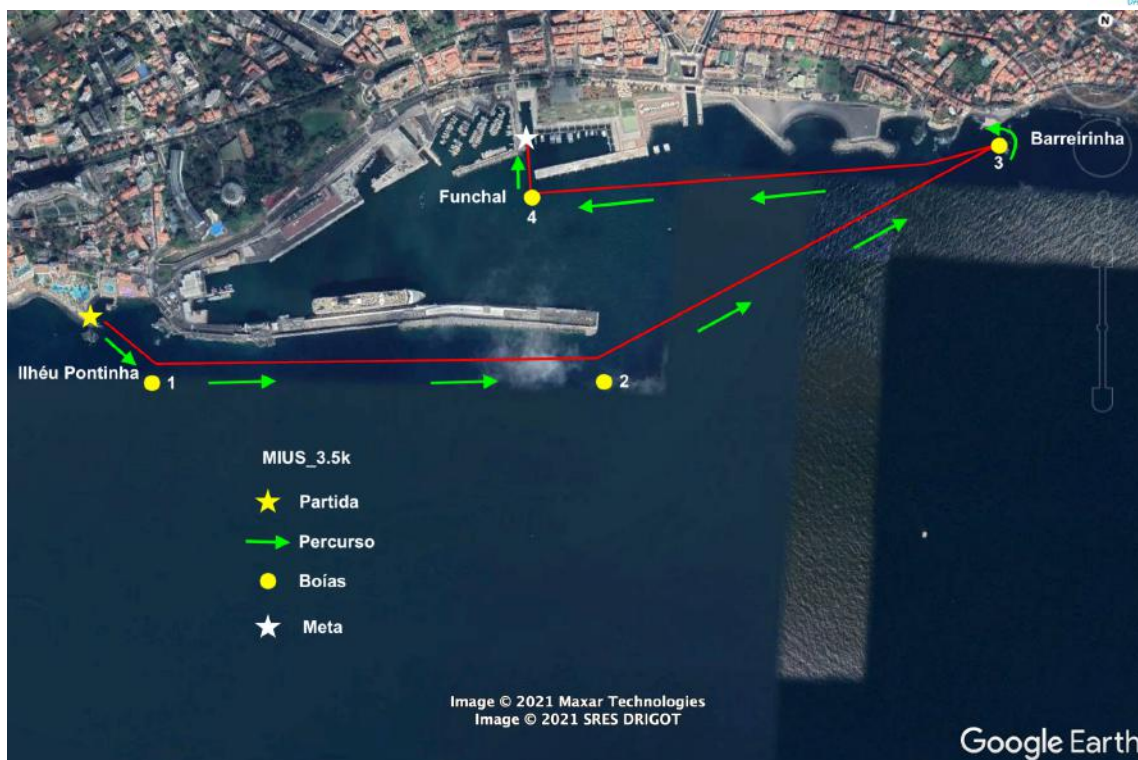 N
Barreirinha
3
Funchal
4
Ilhéu Pontinha
1
2
MIUS_3.5k
Partida
Percurso
Boías
Meta
Image © 2021 Maxar Technologies
Image © 2021 SRES DRIGOT
Google Earth